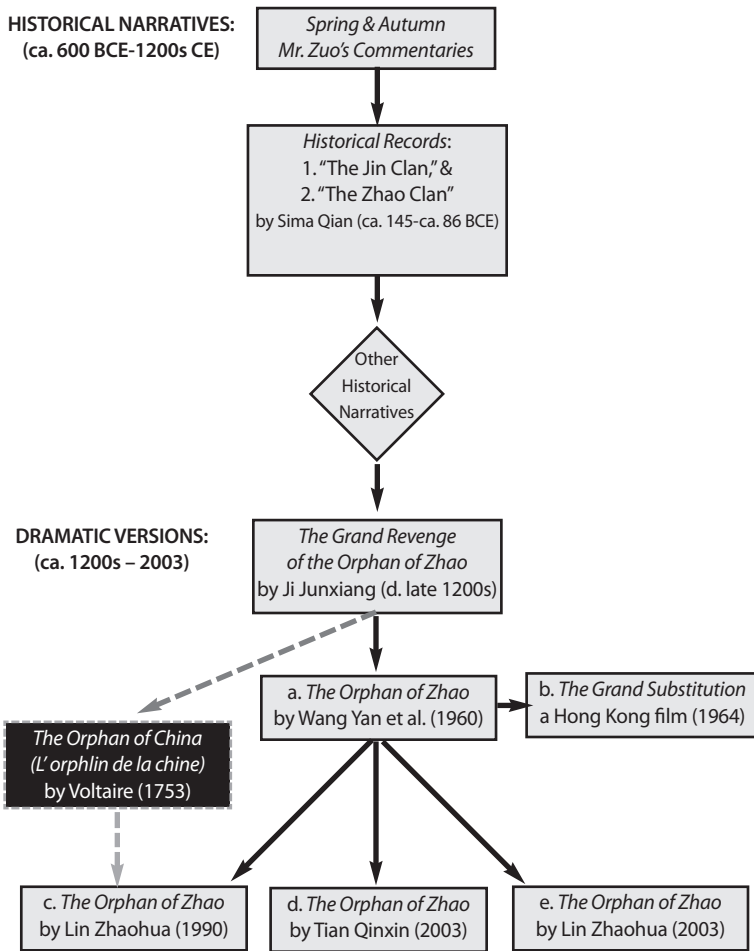 HISTORICAL NARRATIVES:
(ca. 600 BCE-1200s CE)
Spring & Autumn
Mr. Zuo's Commentaries
Historical Records:
1. "The Jin Clan," &
2. "The Zhao Clan"
by Sima Qian (ca. 145-ca. 86 BCE)
Other
Historical
Narratives
DRAMATIC VERSIONS:
(ca. 1200s – 2003)
The Grand Revenge
of the Orphan of Zhao
by Ji Junxiang (d. late 1200s)
a. The Orphan of Zhao
by Wang Yan et al. (1960)
b. The Grand Substitution
a Hong Kong film (1964)
The Orphan of China
(L' orphlin de la chine)
by Voltaire (1753)
c. The Orphan of Zhao
by Lin Zhaohua (1990)
d. The Orphan of Zhao
by Tian Qinxin (2003)
e. The Orphan of Zhao
by Lin Zhaohua (2003)